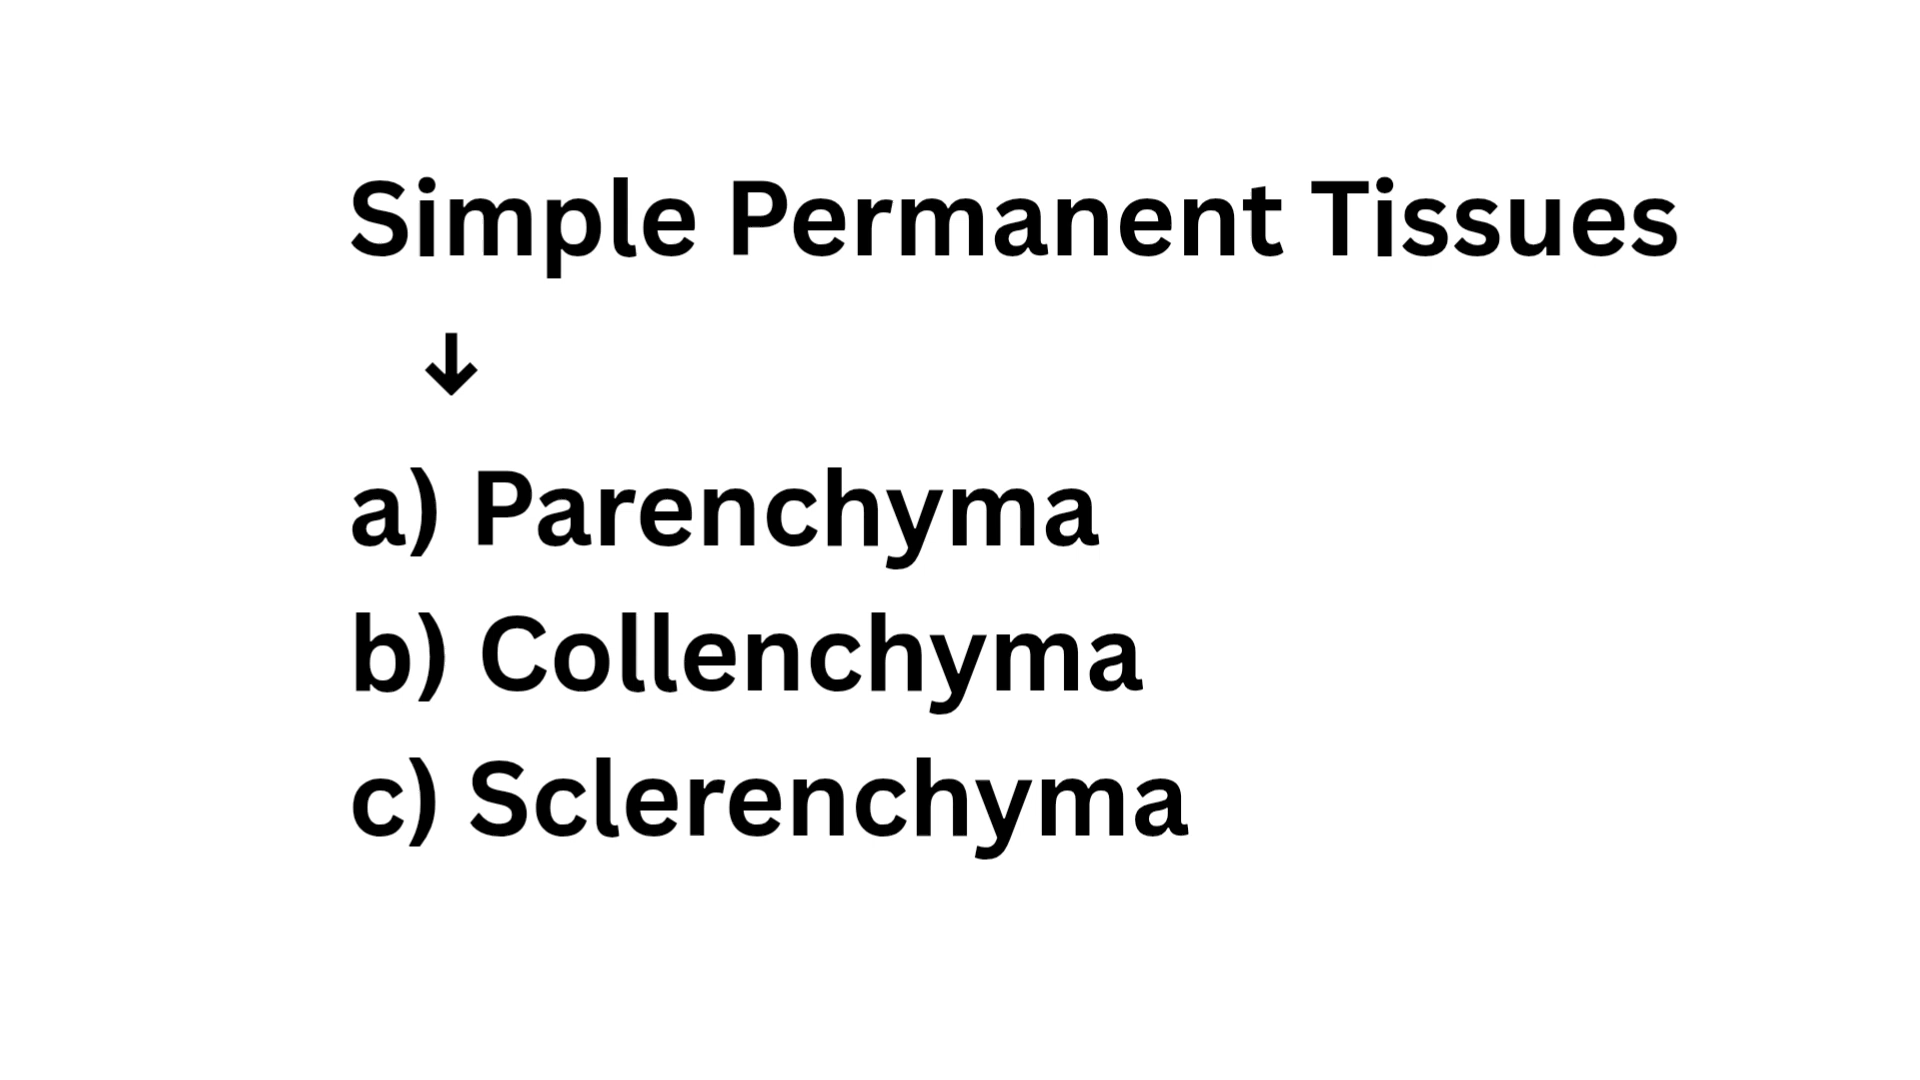 Simple Permanent Tissues
↓
a) Parenchyma
b) Collenchyma
c) Sclerenchyma